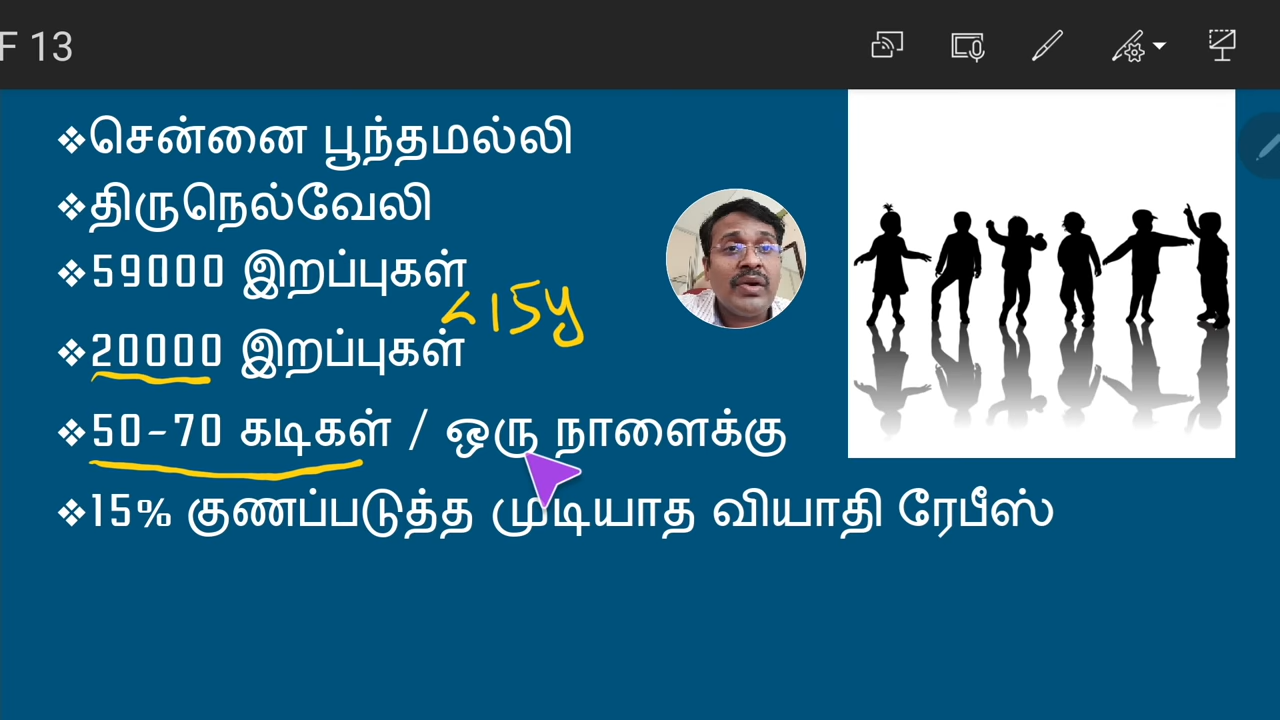 F 13
❖சென்னை பூந்தமல்லி
❖திருநெல்வேலி
❖59000 இறப்புகள்
<15y
❖20000 இறப்புகள்
❖50-70 கடிகள் / ஒரு நாளைக்கு
❖15% குணப்படுத்த முடியாத வியாதி ரேபீஸ்